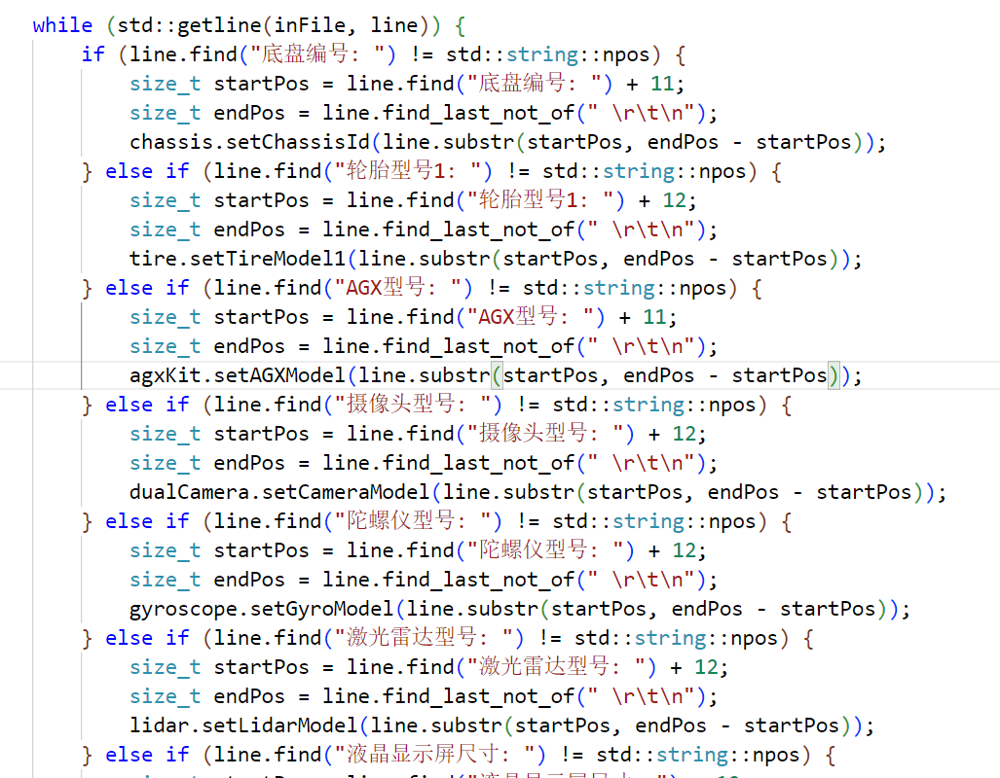 while (std::getline(inFile, line)) {
if (line.find("底盘编号: ") != std::string::npos) {
size_t startPos = line.find("底盘编号: ") + 11;
size_t endPos = line.find_last_not_of(" \r\t\n");
chassis.setChassisId(line.substr(startPos, endPos - startPos));
} else if (line.find("轮胎型号1: ") != std::string::npos) {
size_t startPos = line.find("轮胎型号1: ") + 12;
size_t endPos = line.find_last_not_of(" \r\t\n");
tire.setTireModel1(line.substr(startPos, endPos - startPos));
} else if (line.find("AGX型号: ") != std::string::npos) {
size_t startPos = line.find("AGX型号: ") + 11;
size_t endPos = line.find_last_not_of(" \r\t\n");
agxKit.setAGXModel(line.substr(startPos, endPos - startPos));
} else if (line.find("摄像头型号: ") != std::string::npos) {
size_t startPos = line.find("摄像头型号: ") + 12;
size_t endPos = line.find_last_not_of(" \r\t\n");
dualCamera.setCameraModel(line.substr(startPos, endPos - startPos));
} else if (line.find("陀螺仪型号: ") != std::string::npos) {
size_t startPos = line.find("陀螺仪型号: ") + 12;
size_t endPos = line.find_last_not_of(" \r\t\n");
gyroscope.setGyroModel(line.substr(startPos, endPos - startPos));
} else if (line.find("激光雷达型号: ") != std::string::npos) {
size_t startPos = line.find("激光雷达型号: ") + 12;
size_t endPos = line.find_last_not_of(" \r\t\n");
lidar.setLidarModel(line.substr(startPos, endPos - startPos));
} else if (line.find("液晶显示屏尺寸: ") != std::string::npos) {